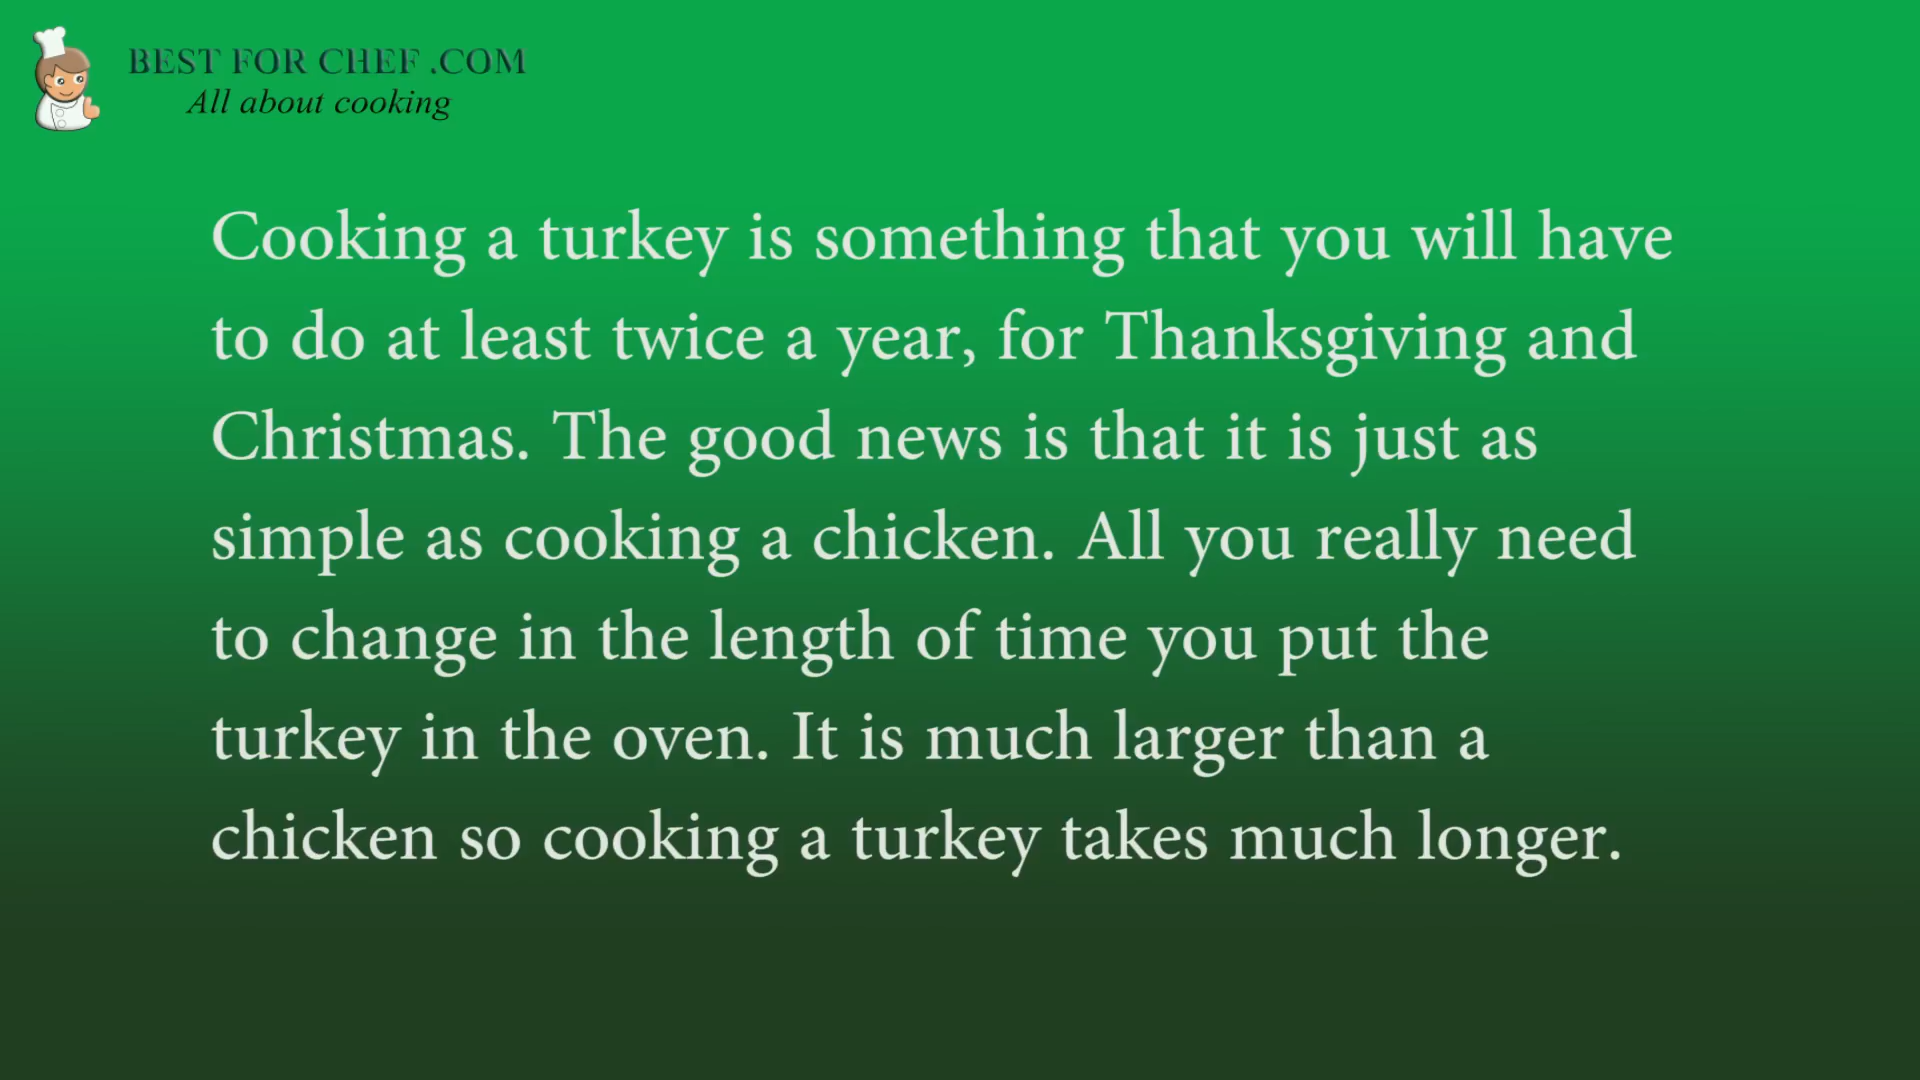 BEST FOR CHEF .COM
All about cooking
Cooking a turkey is something that you will have
to do at least twice a year, for Thanksgiving and
Christmas. The good news is that it is just as
simple as cooking a chicken. All you really need
to change in the length of time you put the
turkey in the oven. It is much larger than a
chicken so cooking a turkey takes much longer.